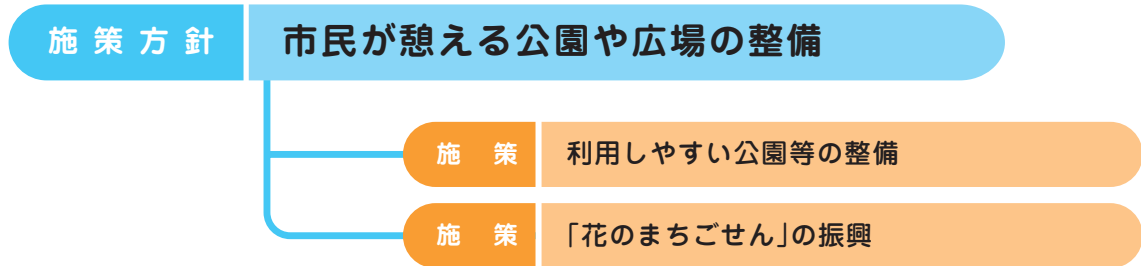 施策方針 市民が憩える公園や広場の整備
施策 利用しやすい公園等の整備
施策 「花のまちごせん」の振興